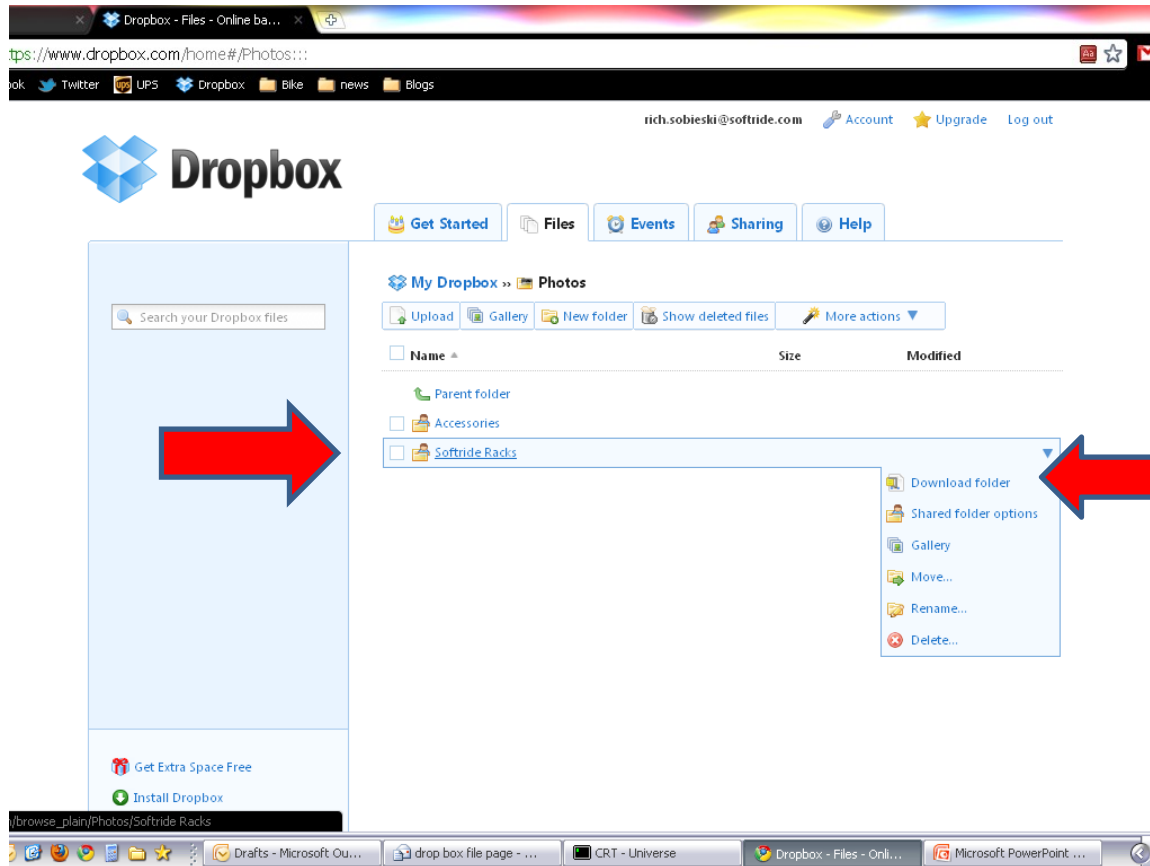 Dropbox - Files - Online ba...
tps://www.dropbox.com/home#/Photos:::
ok Twitter UPS Dropbox Bike news Blogs
rich.sobieski@softride.com Account Upgrade Log out
Dropbox
Get Started Files Events Sharing Help
My Dropbox » Photos
Search your Dropbox files
Upload Gallery New folder Show deleted files More actions
Name Size Modified
Parent folder
Accessories
Softride Racks
Download folder
Shared folder options
Gallery
Move...
Rename...
Delete...
Get Extra Space Free
Install Dropbox
/browse_plain/Photos/Softride Racks
Drafts - Microsoft Ou... drop box file page - ... CRT - Universe Dropbox - Files - Onli... Microsoft PowerPoint ...